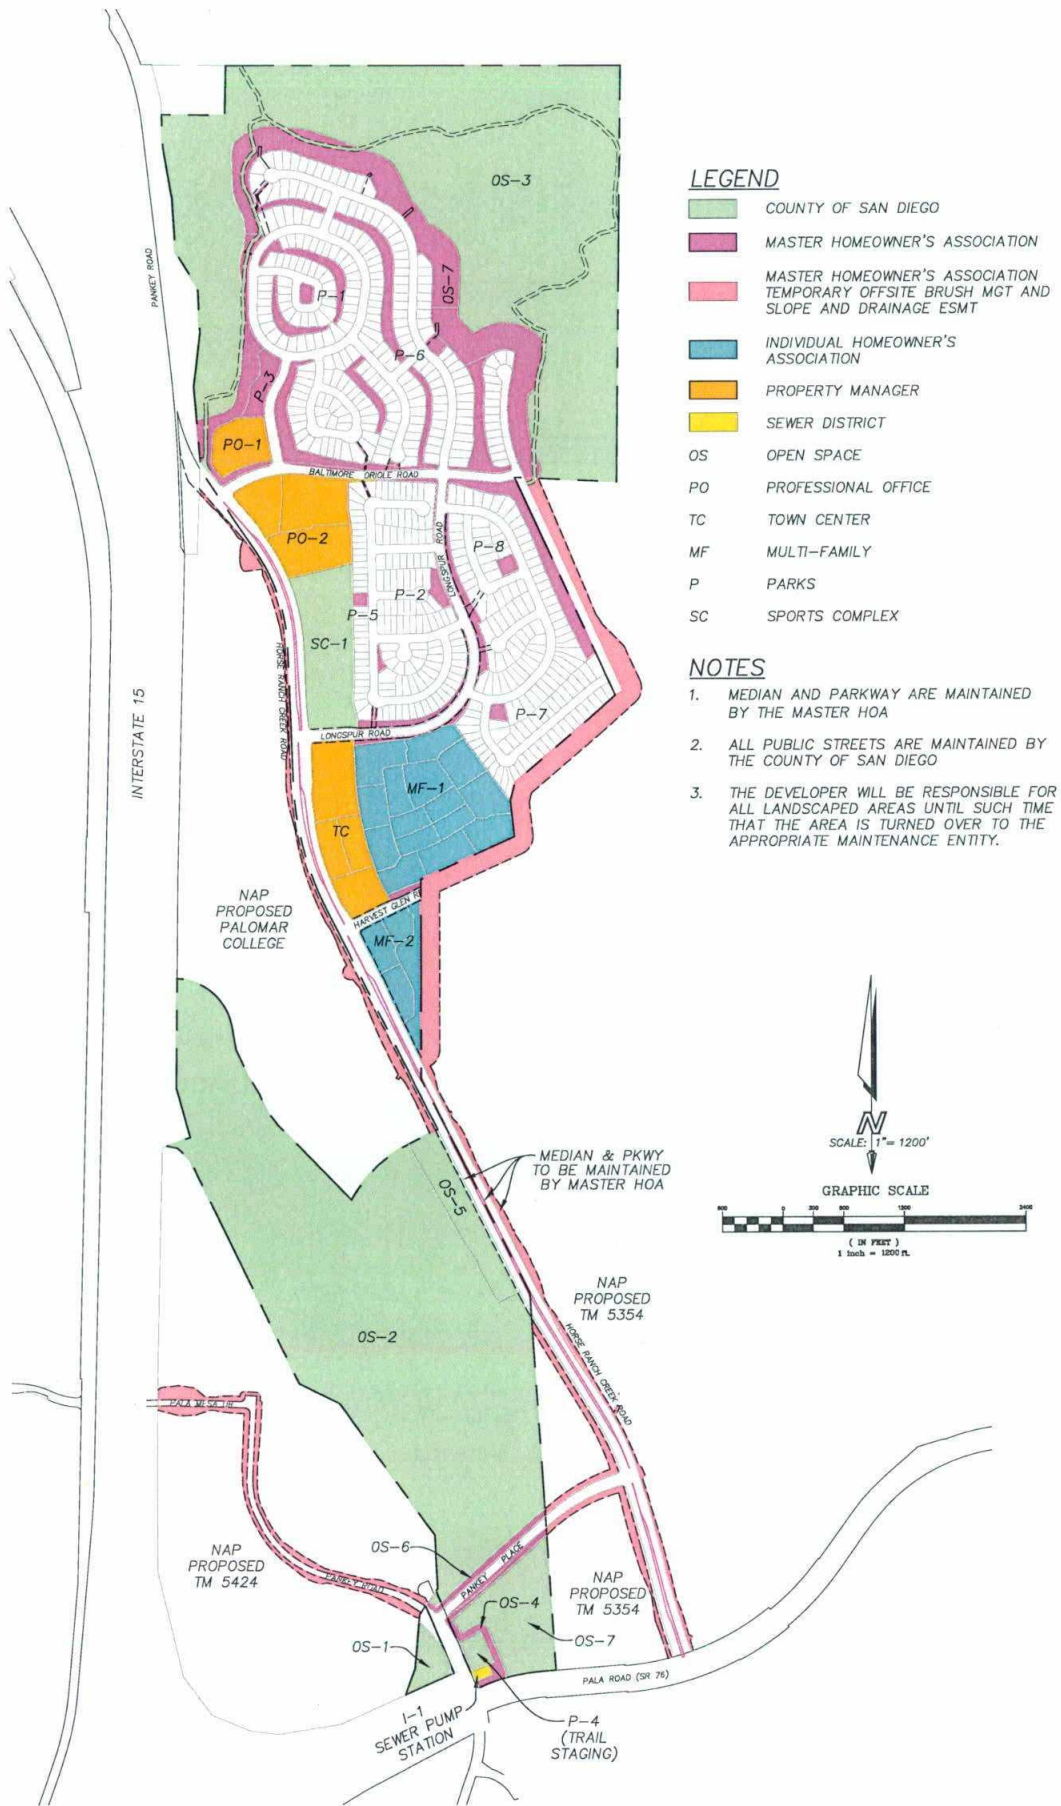 OS-3
PANKEY ROAD
OS-7
P-1
P-6
P-3
PO-1
BALTIMORE ORIOLE ROAD
PO-2
LONGSPUR ROAD
P-8
P-2
P-5
SC-1
HORSE RANCH CREEK ROAD
P-7
LONGSPUR ROAD
INTERSTATE 15
MF-1
TC
HARVEST GLEN
MF-2
NAP
PROPOSED
PALOMAR
COLLEGE
LEGEND
COUNTY OF SAN DIEGO
MASTER HOMEOWNER'S ASSOCIATION
MASTER HOMEOWNER'S ASSOCIATION
TEMPORARY OFFSITE BRUSH MGT AND
SLOPE AND DRAINAGE ESMT
INDIVIDUAL HOMEOWNER'S
ASSOCIATION
PROPERTY MANAGER
SEWER DISTRICT
OS OPEN SPACE
PO PROFESSIONAL OFFICE
TC TOWN CENTER
MF MULTI-FAMILY
P PARKS
SC SPORTS COMPLEX
NOTES
1. MEDIAN AND PARKWAY ARE MAINTAINED
BY THE MASTER HOA
2. ALL PUBLIC STREETS ARE MAINTAINED BY
THE COUNTY OF SAN DIEGO
3. THE DEVELOPER WILL BE RESPONSIBLE FOR
ALL LANDSCAPED AREAS UNTIL SUCH TIME
THAT THE AREA IS TURNED OVER TO THE
APPROPRIATE MAINTENANCE ENTITY.
N
SCALE: 1"= 1200'
GRAPHIC SCALE
600 0 300 600 1200 2400
( IN FEET )
1 inch = 1200 ft.
MEDIAN & PKWY
TO BE MAINTAINED
BY MASTER HOA
OS-5
NAP
PROPOSED
TM 5354
OS-2
HORSE RANCH CREEK ROAD
PALA MESA
NAP
PROPOSED
TM 5424
PANKEY ROAD
OS-6
PANKEY PLACE
NAP
PROPOSED
TM 5354
OS-4
OS-7
OS-1
PALA ROAD (SR 76)
I-1
SEWER PUMP
STATION
P-4
(TRAIL
STAGING)